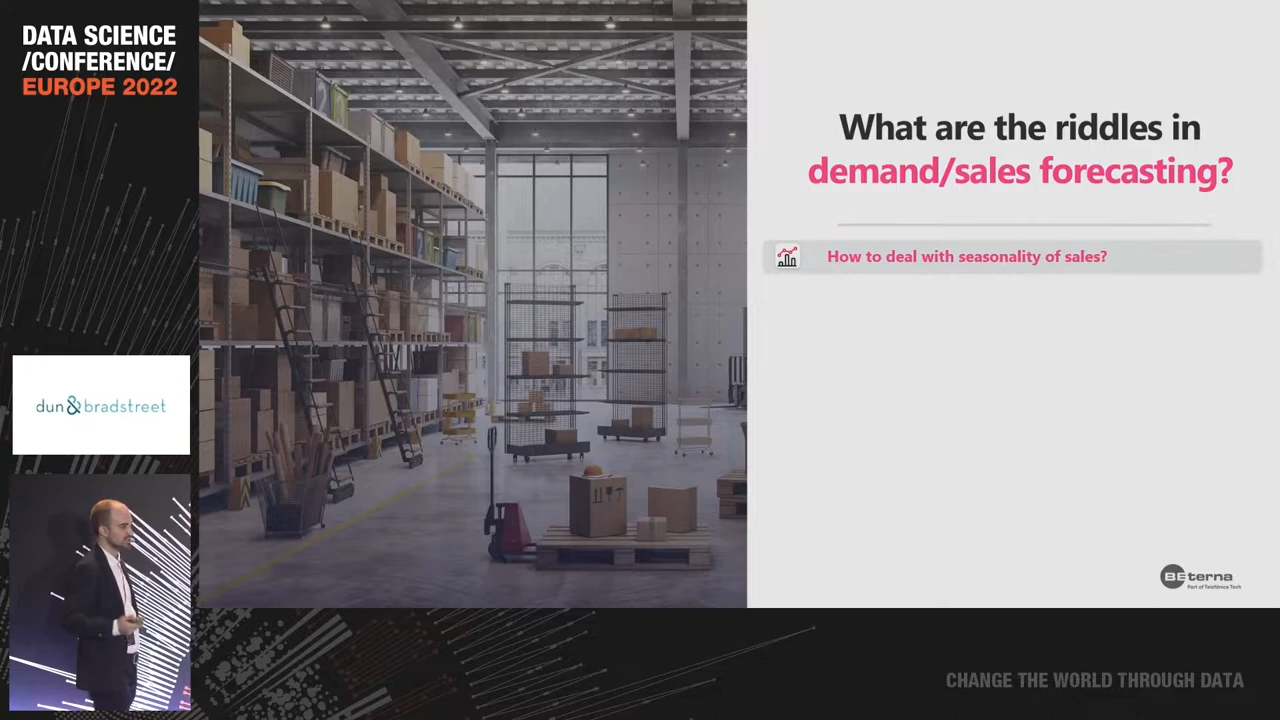 DATA SCIENCE
/CONFERENCE/
EUROPE 2022
What are the riddles in
demand/sales forecasting?
How to deal with seasonality of sales?
dun & bradstreet
BEterna
Part of Telefónica Tech
CHANGE THE WORLD THROUGH DATA